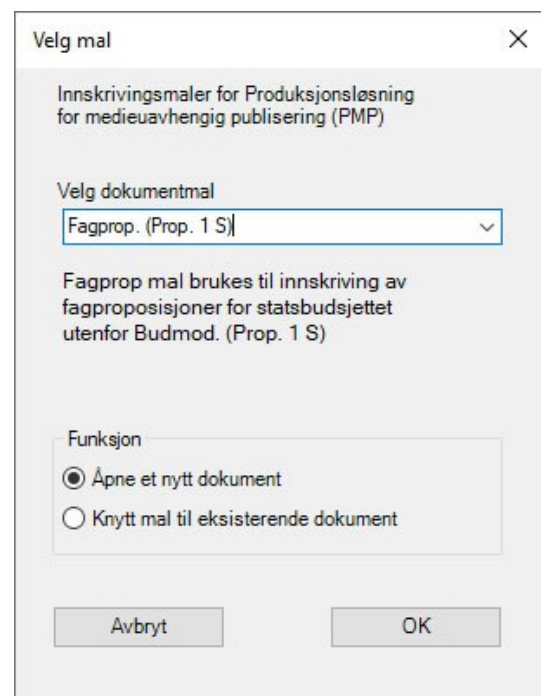 Velg mal
Innskrivingsmaler for Produksjonsløsning
for medieuavhengig publisering (PMP)
Velg dokumentmal
Fagprop. (Prop. 1 S)
Fagprop mal brukes til innskriving av
fagproposisjoner for statsbudsjettet
utenfor Budmod. (Prop. 1 S)
Funksjon
Åpne et nytt dokument
Knytt mal til eksisterende dokument
Avbryt
OK